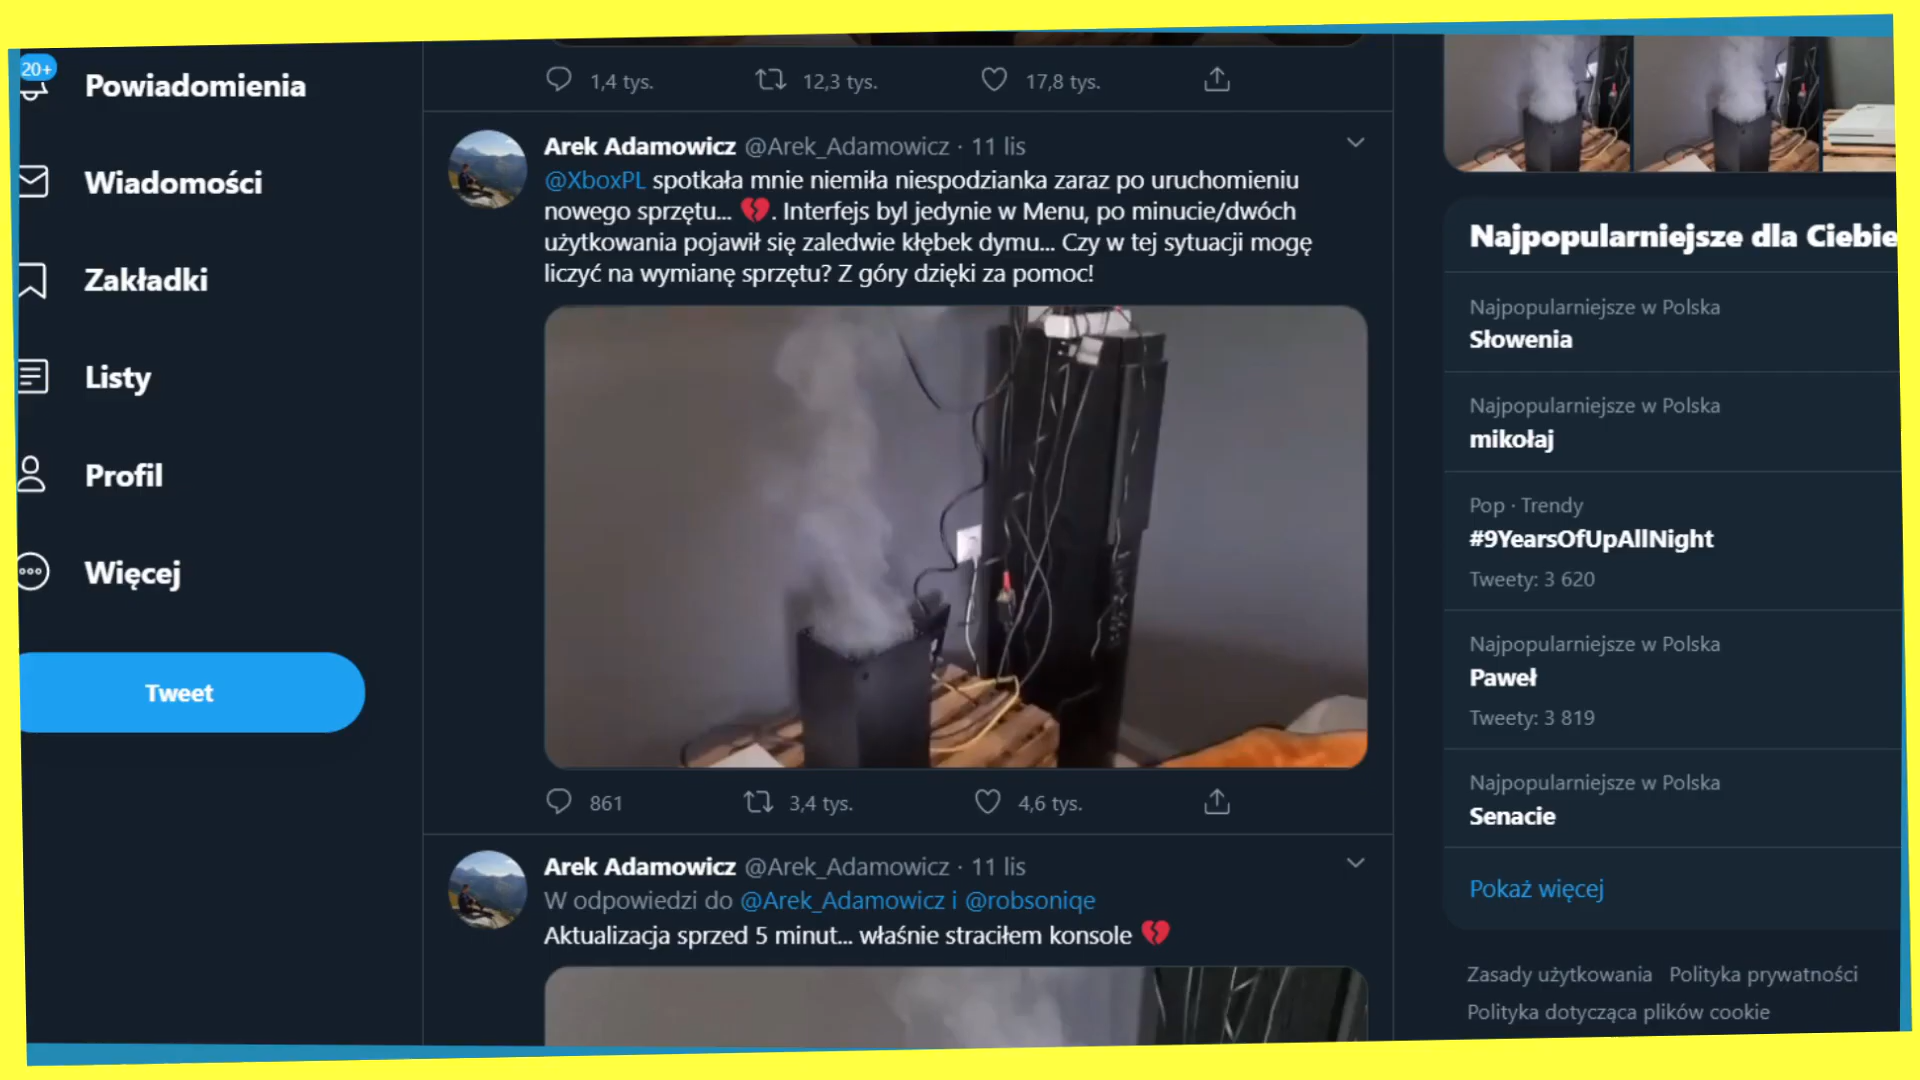 20+
Powiadomienia
Wiadomości
Zakładki
Listy
Profil
Więcej
Tweet
1,4 tys. 12,3 tys. 17,8 tys.
Arek Adamowicz @Arek_Adamowicz · 11 lis
@XboxPL spotkała mnie niemiła niespodzianka zaraz po uruchomieniu
nowego sprzętu... 💔. Interfejs byl jedynie w Menu, po minucie/dwóch
użytkowania pojawił się zaledwie kłębek dymu... Czy w tej sytuacji mogę
liczyć na wymianę sprzętu? Z góry dzięki za pomoc!
861 3,4 tys. 4,6 tys.
Arek Adamowicz @Arek_Adamowicz · 11 lis
W odpowiedzi do @Arek_Adamowicz i @robsoniqe
Aktualizacja sprzed 5 minut... właśnie straciłem konsole 💔
Najpopularniejsze dla Ciebie
Najpopularniejsze w Polska
Słowenia
Najpopularniejsze w Polska
mikołaj
Pop · Trendy
#9YearsOfUpAllNight
Tweety: 3 620
Najpopularniejsze w Polska
Paweł
Tweety: 3 819
Najpopularniejsze w Polska
Senacie
Pokaż więcej
Zasady użytkowania Polityka prywatności
Polityka dotycząca plików cookie